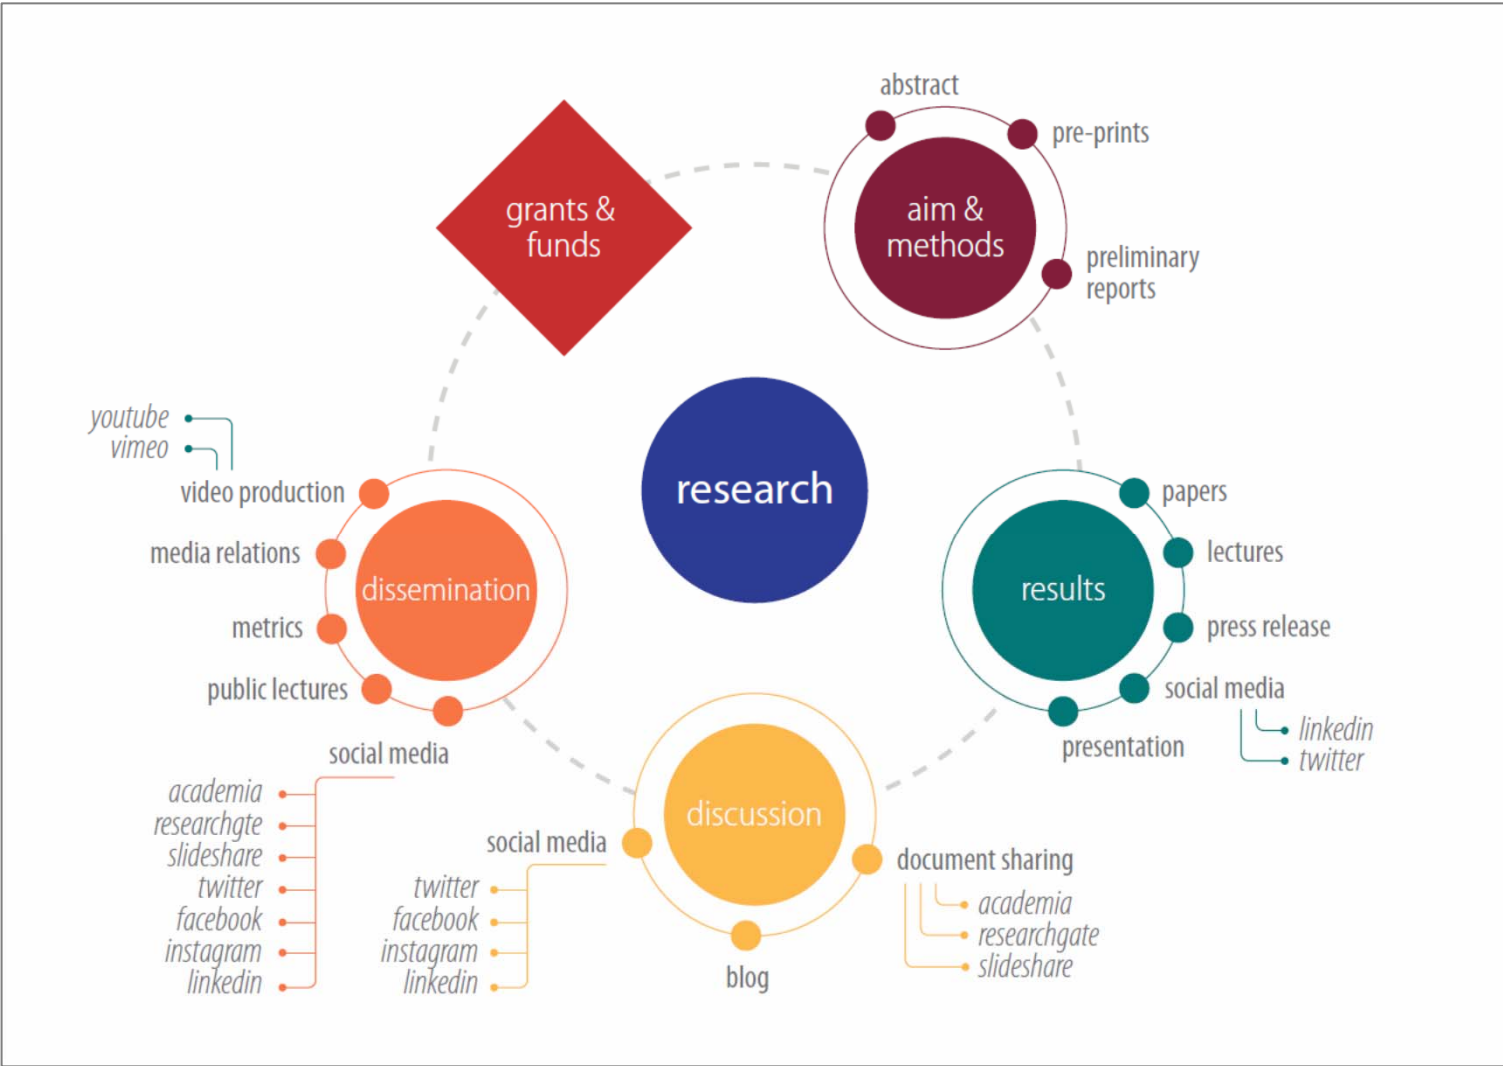 abstract
pre-prints
grants &
funds
aim &
methods
preliminary
reports
youtube
vimeo
video production
media relations
dissemination
metrics
public lectures
research
papers
lectures
results
press release
social media
linkedin
twitter
presentation
social media
academia
researchgte
slideshare
twitter
facebook
instagram
linkedin
discussion
social media
twitter
facebook
instagram
linkedin
blog
document sharing
academia
researchgate
slideshare